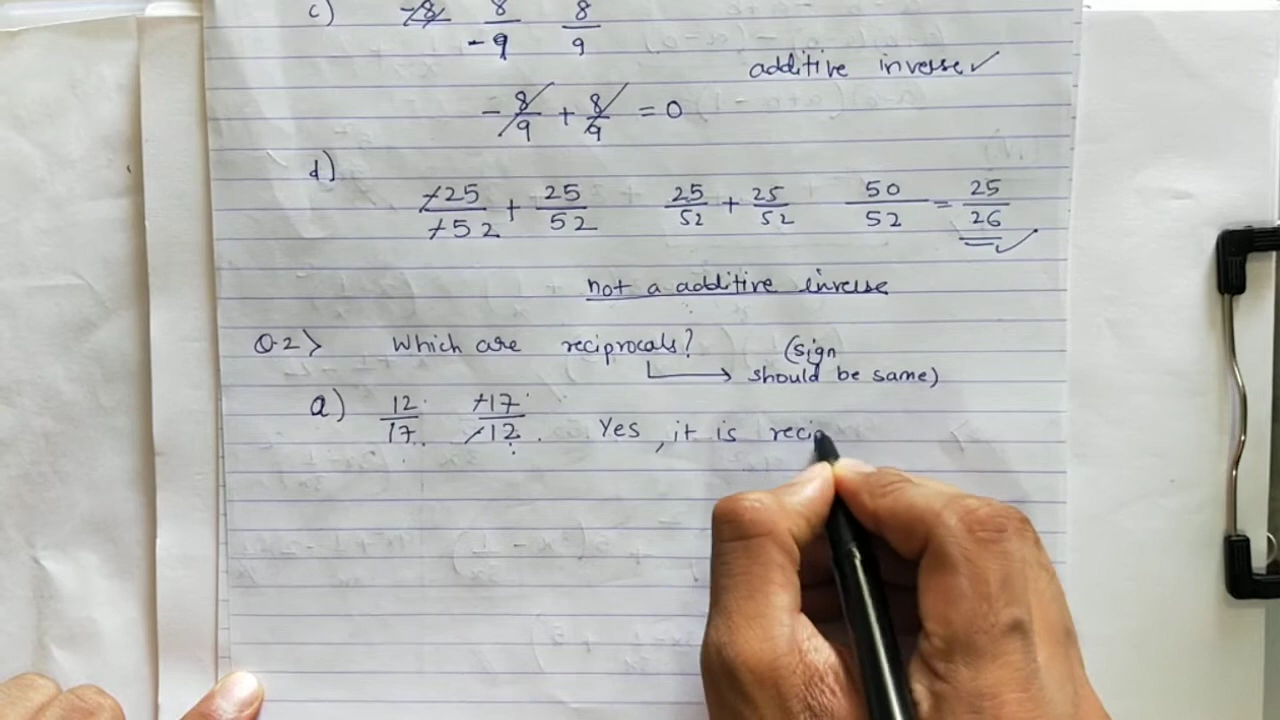 c) -8 8/-9 8/9
additive inverse ✓
-8/9 + 8/9 = 0
d)
-25/-52 + 25/52 25/52 + 25/52 50/52 = 25/26 ✓
not a additive inverse
Q.2> Which are reciprocals? (sign
should be same)
a) 12/17 -17/-12 Yes, it is recip